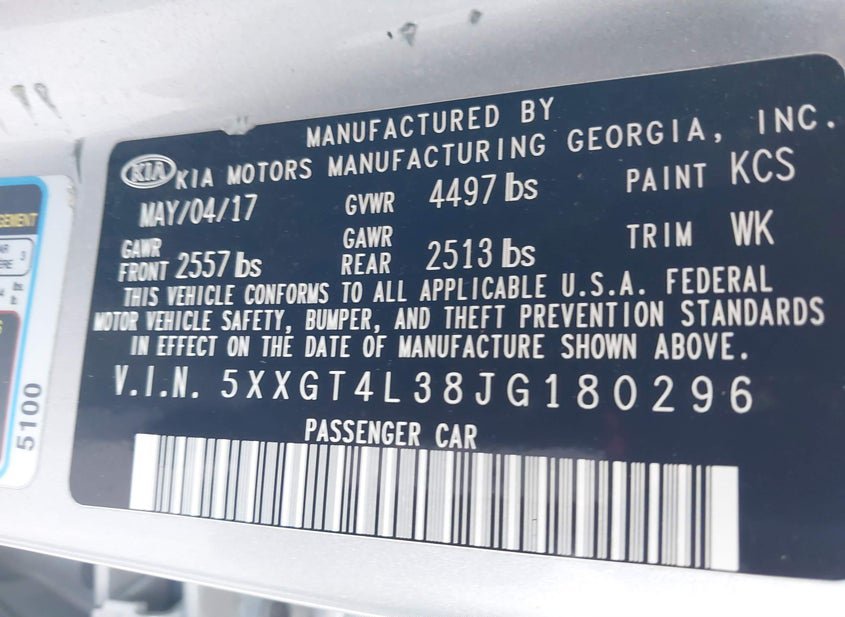 MANUFACTURED BY
KIA KIA MOTORS MANUFACTURING GEORGIA, INC.
MAY/04/17 GVWR 4497 lbs PAINT KCS
GAWR FRONT 2557 lbs GAWR REAR 2513 lbs TRIM WK
THIS VEHICLE CONFORMS TO ALL APPLICABLE U.S.A. FEDERAL
MOTOR VEHICLE SAFETY, BUMPER, AND THEFT PREVENTION STANDARDS
IN EFFECT ON THE DATE OF MANUFACTURE SHOWN ABOVE.
V.I.N. 5XXGT4L38JG180296
PASSENGER CAR
5100